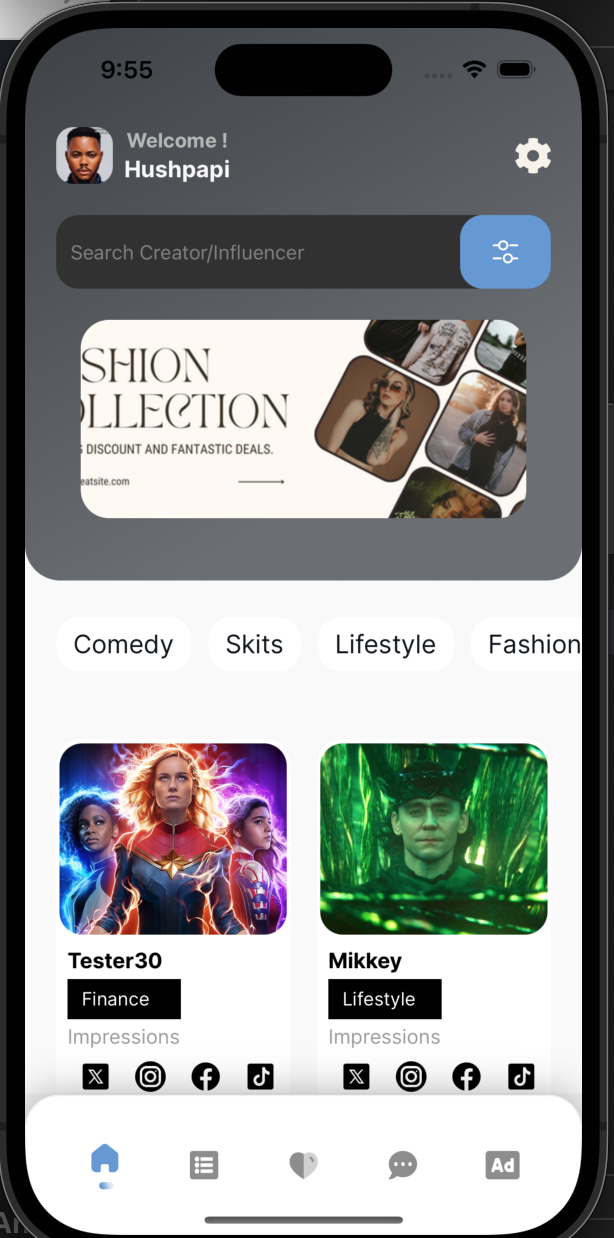 9:55
Welcome !
Hushpapi
Search Creator/Influencer
SHION
OLLECTION
DISCOUNT AND FANTASTIC DEALS.
eatsite.com
Comedy Skits Lifestyle Fashion
Tester30 Mikkey
Finance Lifestyle
Impressions Impressions
Ad